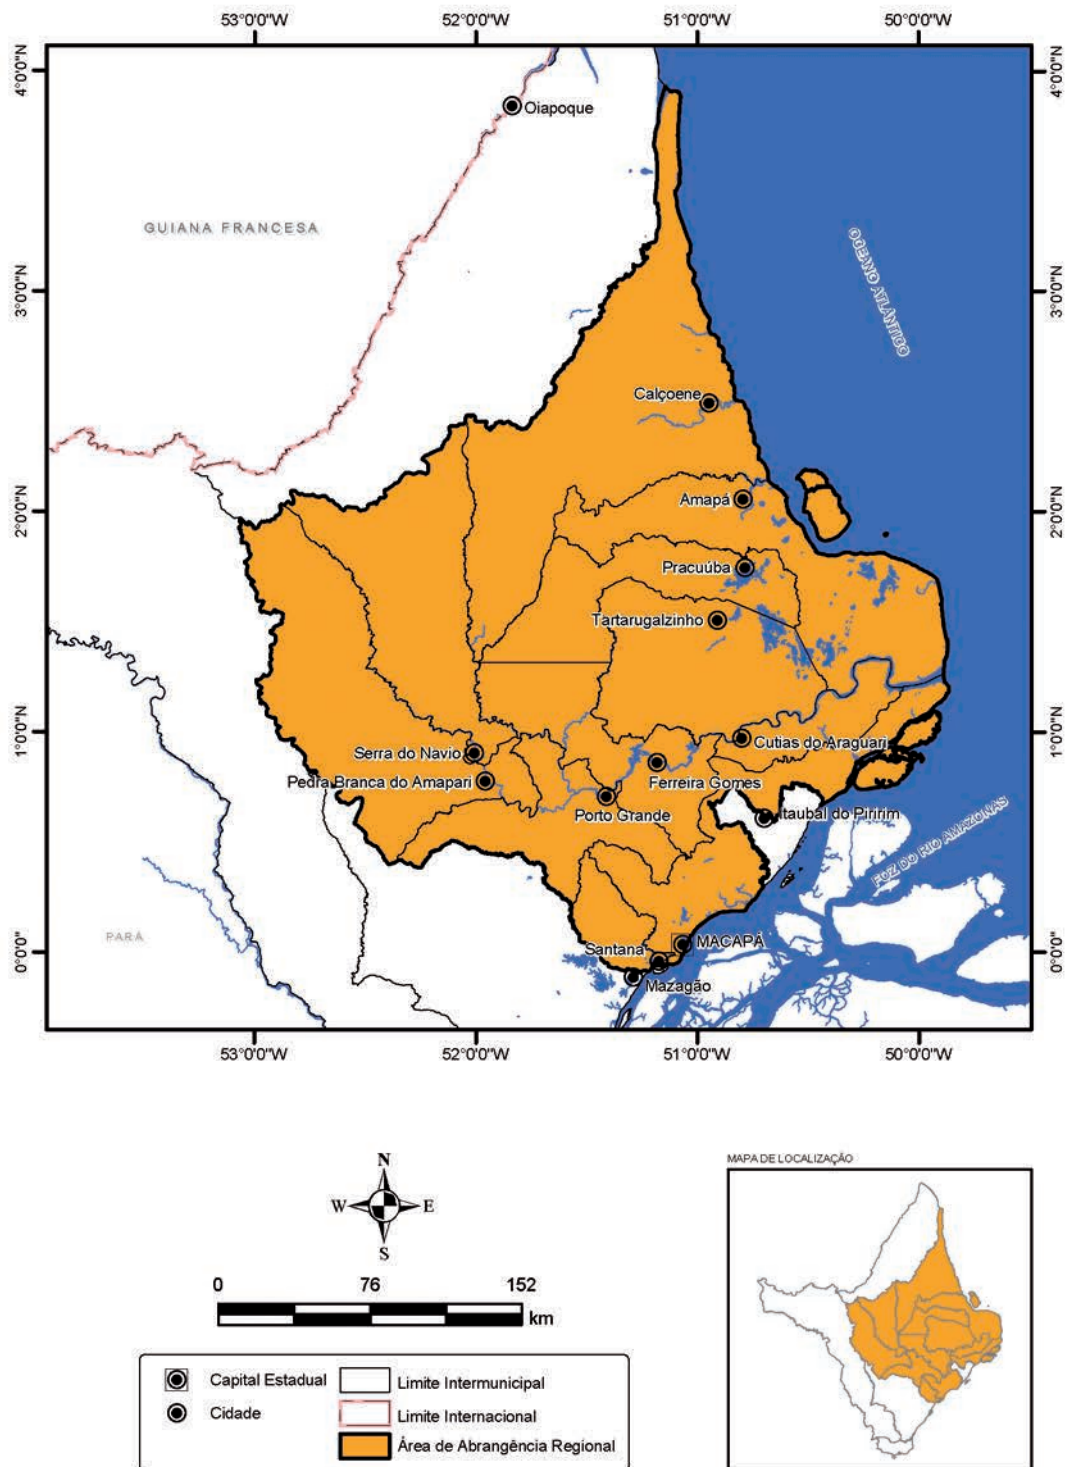 53°0'0"W 52°0'0"W 51°0'0"W 50°0'0"W
4°0'0"N 4°0'0"N
Oiapoque
GUIANA FRANCESA
OCEANO ATLÂNTICO
3°0'0"N 3°0'0"N
Calçoene
Amapá
2°0'0"N 2°0'0"N
Pracuúba
Tartarugalzinho
Cutias do Araguari
1°0'0"N 1°0'0"N
Serra do Navio
Pedra Branca do Amapari
Ferreira Gomes
Porto Grande
Itaubal do Piririm
FOZ DO RIO AMAZONAS
PARÁ
MACAPÁ
Santana
0°0'0" 0°0'0"
Mazagão
53°0'0"W 52°0'0"W 51°0'0"W 50°0'0"W
N
W E
S
0 76 152
km
MAPA DE LOCALIZAÇÃO
Capital Estadual
Cidade
Limite Intermunicipal
Limite Internacional
Área de Abrangência Regional